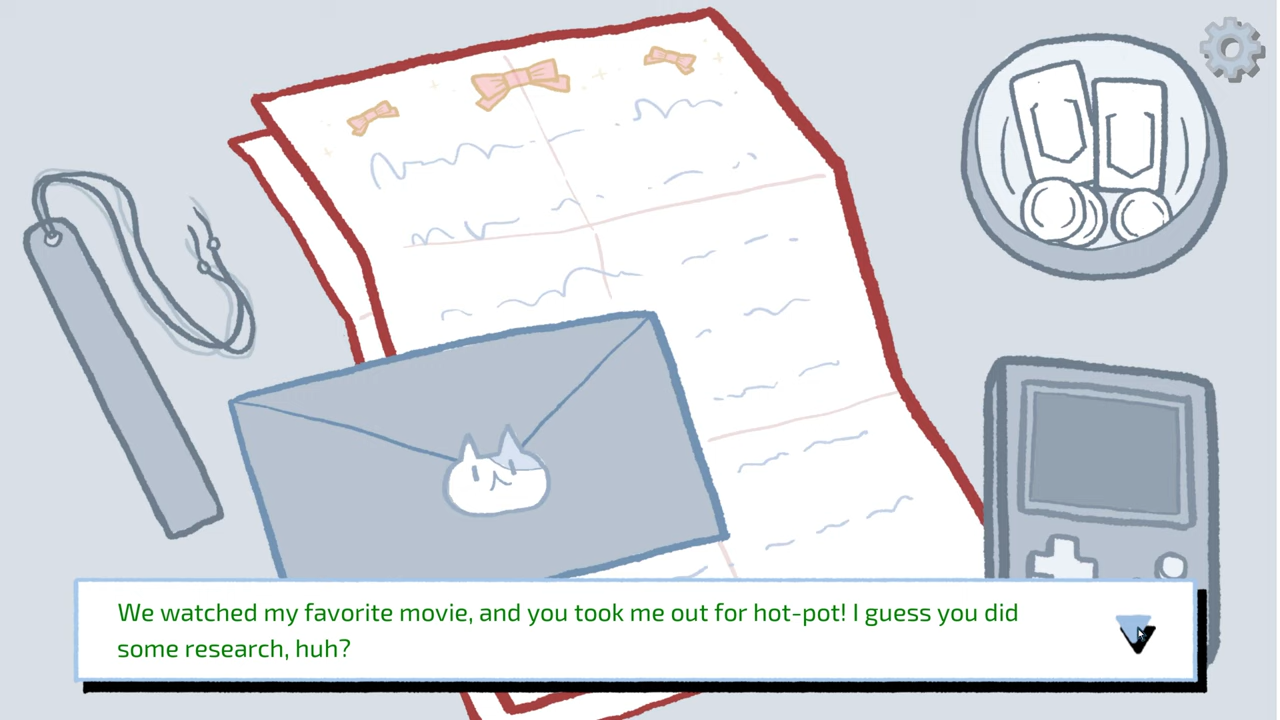 We watched my favorite movie, and you took me out for hot-pot! I guess you did
some research, huh?